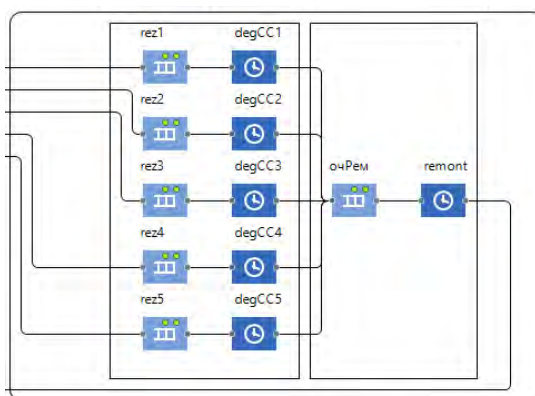 rez1 degCC1
rez2 degCC2
rez3 degCC3 очРем remont
rez4 degCC4
rez5 degCC5